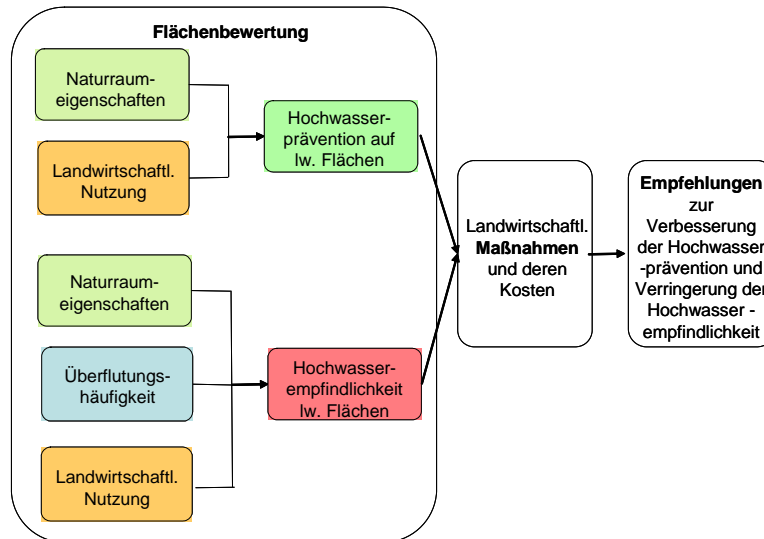 Flächenbewertung
Naturraum-
eigenschaften
Landwirtschaftl.
Nutzung
Hochwasser-
prävention auf
lw. Flächen
Naturraum-
eigenschaften
Überflutungs-
häufigkeit
Landwirtschaftl.
Nutzung
Hochwasser-
empfindlichkeit
lw. Flächen
Landwirtschaftl.
Maßnahmen
und deren
Kosten
Empfehlungen
zur
Verbesserung
der Hochwasser
-prävention und
Verringerung der
Hochwasser -
empfindlichkeit